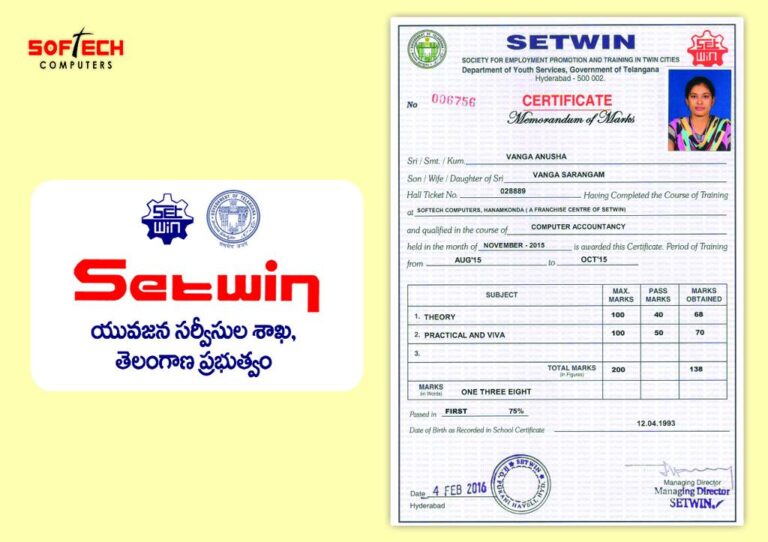 SOFTECH
COMPUTERS
SETWIN
Setwin
యువజన సర్వీసుల శాఖ,
తెలంగాణ ప్రభుత్వం
SETWIN
SETWIN
SOCIETY FOR EMPLOYMENT PROMOTION AND TRAINING IN TWIN CITIES
Department of Youth Services, Government of Telangana
Hyderabad - 500 002.
No 006756
CERTIFICATE
Memorandum of Marks
Sri / Smt. / Kum. VANGA ANUSHA
Son / Wife / Daughter of Sri VANGA SARANGAM
Hall Ticket No. 028889 Having Completed the Course of Training
at SOFTECH COMPUTERS, HANAMKONDA ( A FRANCHISE CENTRE OF SETWIN)
and qualified in the course of COMPUTER ACCOUNTANCY
held in the month of NOVEMBER - 2015 is awarded this Certificate. Period of Training
from AUG'15 to OCT'15
SUBJECT MAX. MARKS PASS MARKS MARKS OBTAINED
1. THEORY 100 40 68
2. PRACTICAL AND VIVA 100 50 70
3.
TOTAL MARKS (In Figures) 200 138
MARKS (In Words) ONE THREE EIGHT
Passed in FIRST 75%
Date of Birth as Recorded in School Certificate 12.04.1993
Date 4 FEB 2016
Hyderabad
SETWIN
PURANI HAVELI HYD.
Managing Director
Managing Director
SETWIN